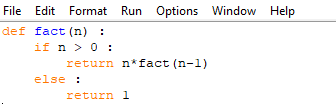 File Edit Format Run Options Window Help
def fact(n) :
    if n > 0 :
        return n*fact(n-1)
    else :
        return 1